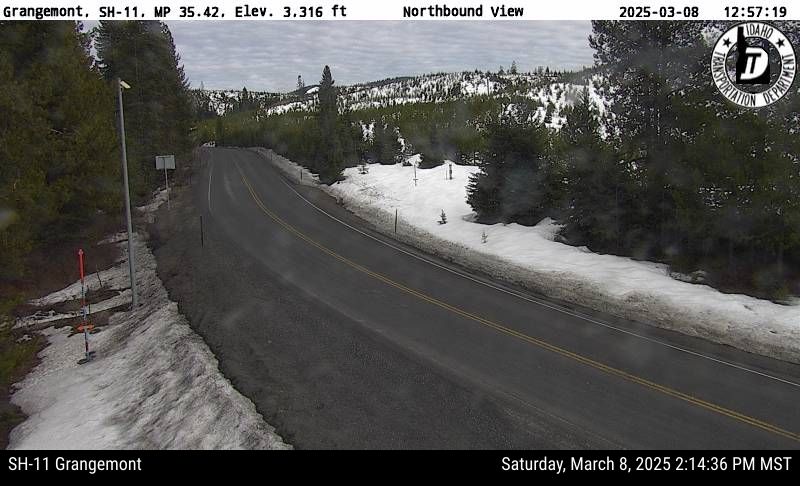 Grangemont, SH-11, MP 35.42, Elev. 3,316 ft Northbound View 2025-03-08 12:57:19
IDAHO
TRANSPORTATION DEPARTMENT
SH-11 Grangemont Saturday, March 8, 2025 2:14:36 PM MST